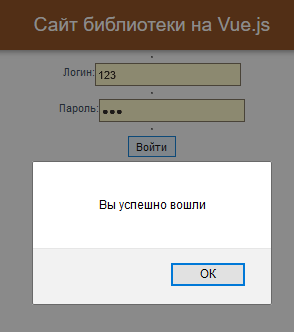 Сайт библиотеки на Vue.js
Логин: 123
Пароль: •••
Войти
Вы успешно вошли
OK